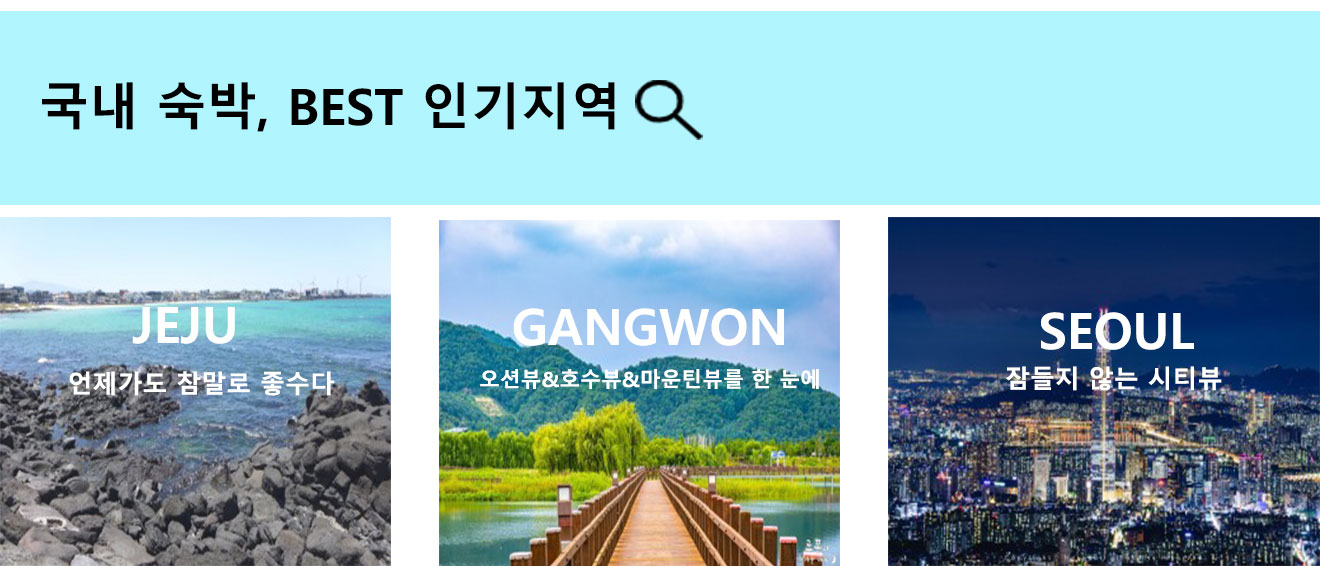 국내 숙박, BEST 인기지역
JEJU
언제가도 참말로 좋수다
GANGWON
오션뷰&호수뷰&마운틴뷰를 한 눈에
SEOUL
잠들지 않는 시티뷰